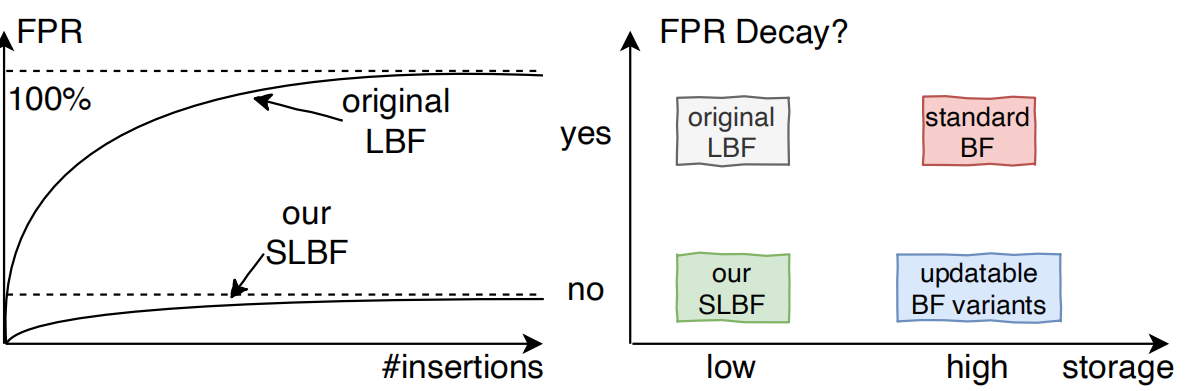 FPR
100%
original
LBF
our
SLBF
#insertions
FPR Decay?
yes
original
LBF
standard
BF
no
our
SLBF
updatable
BF variants
low
high
storage